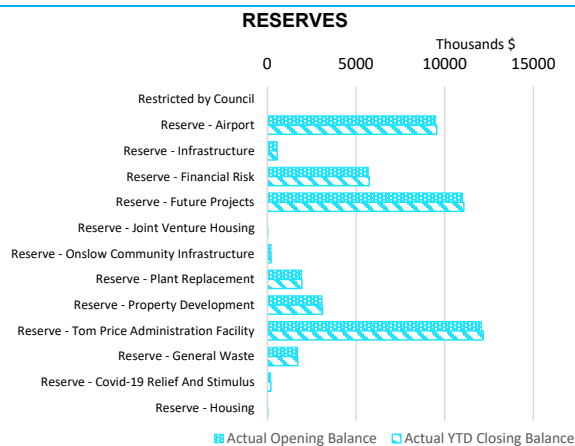 RESERVES
Thousands $
0 5000 10000 15000
Restricted by Council
Reserve - Airport
Reserve - Infrastructure
Reserve - Financial Risk
Reserve - Future Projects
Reserve - Joint Venture Housing
Reserve - Onslow Community Infrastructure
Reserve - Plant Replacement
Reserve - Property Development
Reserve - Tom Price Administration Facility
Reserve - General Waste
Reserve - Covid-19 Relief And Stimulus
Reserve - Housing
Actual Opening Balance Actual YTD Closing Balance